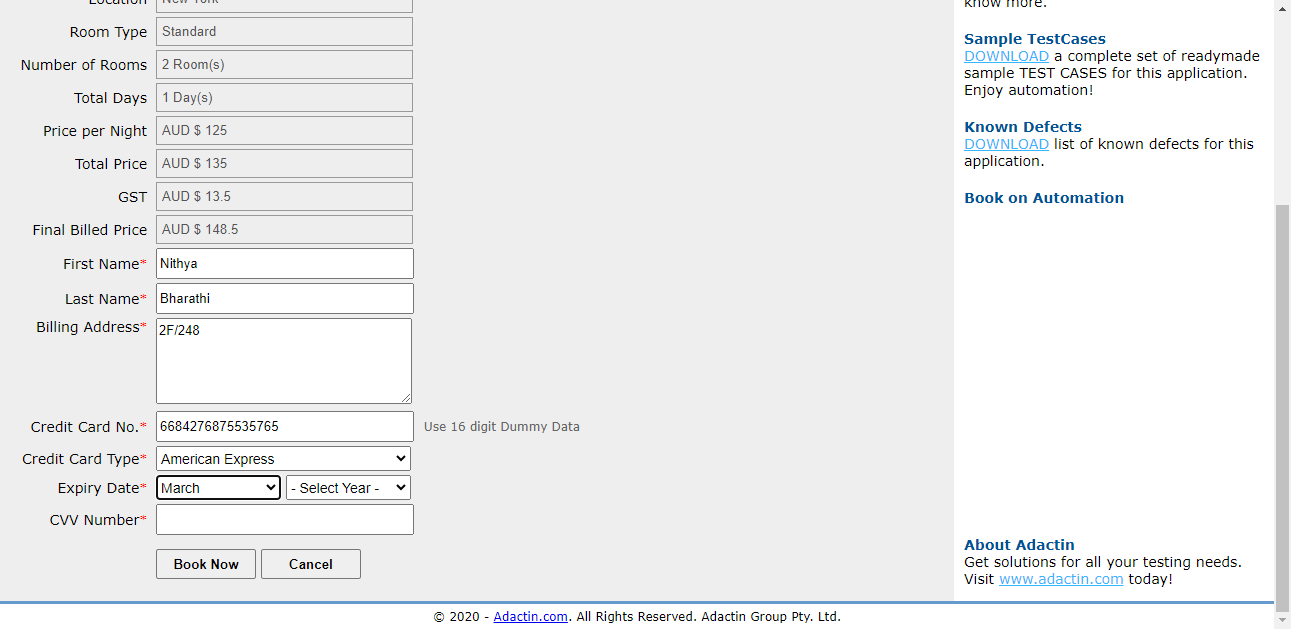 Location New York
Room Type Standard
Number of Rooms 2 Room(s)
Total Days 1 Day(s)
Price per Night AUD $ 125
Total Price AUD $ 135
GST AUD $ 13.5
Final Billed Price AUD $ 148.5
First Name* Nithya
Last Name* Bharathi
Billing Address* 2F/248
Credit Card No.* 6684276875535765 Use 16 digit Dummy Data
Credit Card Type* American Express
Expiry Date* March - Select Year -
CVV Number*
Book Now Cancel
know more.
Sample TestCases
DOWNLOAD a complete set of readymade
sample TEST CASES for this application.
Enjoy automation!
Known Defects
DOWNLOAD list of known defects for this
application.
Book on Automation
About Adactin
Get solutions for all your testing needs.
Visit www.adactin.com today!
© 2020 - Adactin.com. All Rights Reserved. Adactin Group Pty. Ltd.